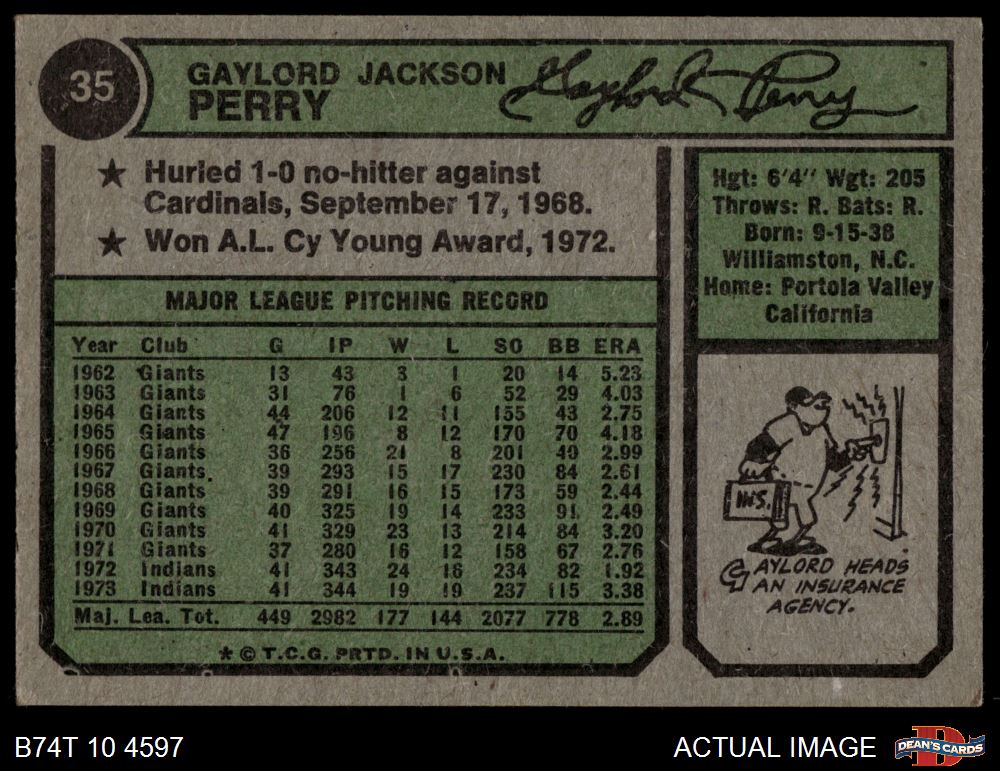 35
GAYLORD JACKSON
PERRY
Gaylord Perry
★ Hurled 1-0 no-hitter against
Cardinals, September 17, 1968.
★ Won A.L. Cy Young Award, 1972.
Hgt: 6'4" Wgt: 205
Throws: R. Bats: R.
Born: 9-15-38
Williamston, N.C.
Home: Portola Valley
California
MAJOR LEAGUE PITCHING RECORD
Year Club G IP W L SO BB ERA
1962 Giants 13 43 3 1 20 14 5.23
1963 Giants 31 76 1 6 52 29 4.03
1964 Giants 44 206 12 11 155 43 2.75
1965 Giants 47 196 8 12 170 70 4.18
1966 Giants 36 256 21 8 201 40 2.99
1967 Giants 39 293 15 17 230 84 2.61
1968 Giants 39 291 16 15 173 59 2.44
1969 Giants 40 325 19 14 233 91 2.49
1970 Giants 41 329 23 13 214 84 3.20
1971 Giants 37 280 16 12 158 67 2.76
1972 Indians 41 343 24 16 234 82 1.92
1973 Indians 41 344 19 19 237 115 3.38
Maj. Lea. Tot. 449 2982 177 144 2077 778 2.89
* © T.C.G. PRTD. IN U.S.A.
INS.
GAYLORD HEADS
AN INSURANCE
AGENCY.
B74T 10 4597
ACTUAL IMAGE
D
DEAN'S CARDS